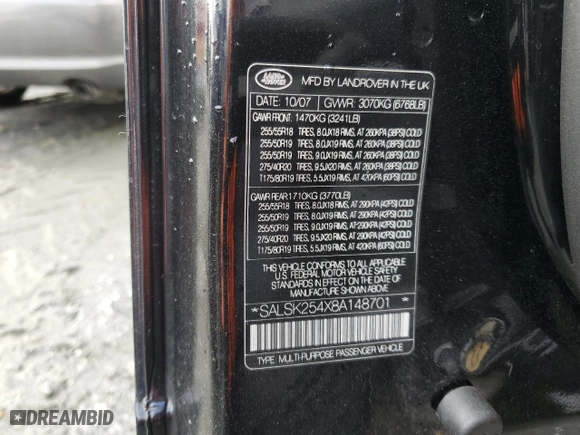 LAND ROVER
MFD BY LANDROVER IN THE UK
DATE: 10/07 GVWR: 3070KG (6768LB)
GAWR FRONT: 1470KG (3241LB)
255/55R18 TIRES, 8.0JX18 RIMS, AT 260KPA (38PSI) COLD
255/50R19 TIRES, 8.0JX19 RIMS, AT 260KPA (38PSI) COLD
255/50R19 TIRES, 9.0JX19 RIMS, AT 260KPA (38PSI) COLD
275/40R20 TIRES, 9.5JX20 RIMS, AT 260KPA (38PSI) COLD
T175/80R19 TIRES, 5.5JX19 RIMS, AT 420KPA (60PSI) COLD
GAWR REAR 1710KG (3770LB)
255/55R18 TIRES, 8.0JX18 RIMS, AT 290KPA (42PSI) COLD
255/50R19 TIRES, 8.0JX19 RIMS, AT 290KPA (42PSI) COLD
255/50R19 TIRES, 9.0JX19 RIMS, AT 290KPA (42PSI) COLD
275/40R20 TIRES, 9.5JX20 RIMS, AT 290KPA (42PSI) COLD
T175/80R19 TIRES, 5.5JX19 RIMS, AT 420KPA (60PSI) COLD
THIS VEHICLE CONFORMS TO ALL APPLICABLE
U.S. FEDERAL MOTOR VEHICLE SAFETY
STANDARDS IN EFFECT ON THE DATE OF
MANUFACTURE SHOWN ABOVE
*SALSK254X8A148701*
TYPE: MULTI-PURPOSE PASSENGER VEHICLE
DREAMBID